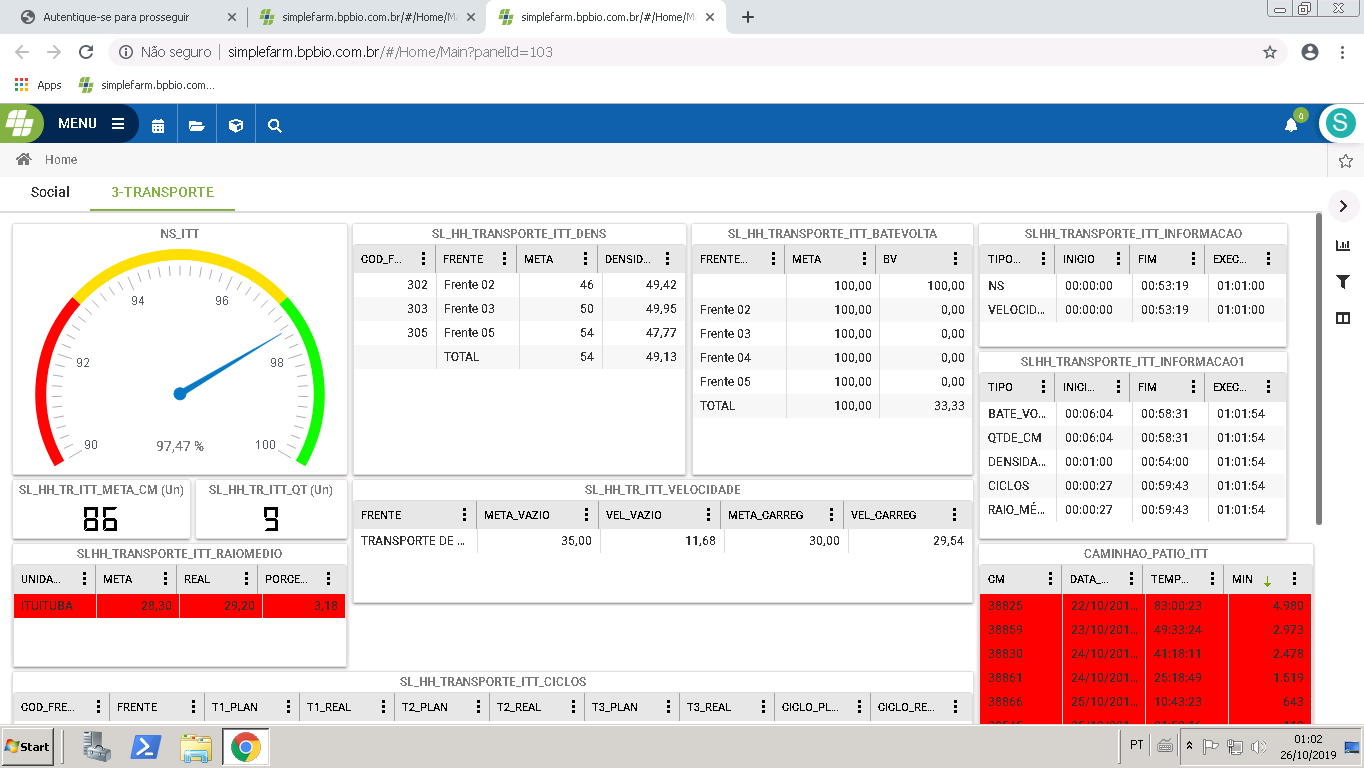 Autentique-se para prosseguir
simplefarm.bpbio.com.br/#/Home/M
simplefarm.bpbio.com.br/#/Home/M
Não seguro | simplefarm.bpbio.com.br/#/Home/Main?panelId=103
Apps simplefarm.bpbio.com...
MENU
0
S
Home
Social 3-TRANSPORTE
NS_ITT
94 96
92 98
90 100
97,47 %
SL_HH_TRANSPORTE_ITT_DENS
COD_F... FRENTE META DENSID...
302 Frente 02 46 49,42
303 Frente 03 50 49,95
305 Frente 05 54 47,77
TOTAL 54 49,13
SL_HH_TRANSPORTE_ITT_BATEVOLTA
FRENTE... META BV
100,00 100,00
Frente 02 100,00 0,00
Frente 03 100,00 0,00
Frente 04 100,00 0,00
Frente 05 100,00 0,00
TOTAL 100,00 33,33
SLHH_TRANSPORTE_ITT_INFORMACAO
TIPO... INICIO FIM EXEC...
NS 00:00:00 00:53:19 01:01:00
VELOCID... 00:00:00 00:53:19 01:01:00
SLHH_TRANSPORTE_ITT_INFORMACAO1
TIPO INICI... FIM EXEC...
BATE_VO... 00:06:04 00:58:31 01:01:54
QTDE_CM 00:06:04 00:58:31 01:01:54
DENSIDA... 00:01:00 00:54:00 01:01:54
CICLOS 00:00:27 00:59:43 01:01:54
RAIO_MÉ... 00:00:27 00:59:43 01:01:54
SL_HH_TR_ITT_META_CM (Un)
86
SL_HH_TR_ITT_QT (Un)
9
SL_HH_TR_ITT_VELOCIDADE
FRENTE META_VAZIO VEL_VAZIO META_CARREG VEL_CARREG
TRANSPORTE DE ... 35,00 11,68 30,00 29,54
SLHH_TRANSPORTE_ITT_RAIOMEDIO
UNIDA... META REAL PORCE...
ITUITUBA 28,30 29,20 3,18
CAMINHAO_PATIO_ITT
CM DATA_... TEMP... MIN
38825 22/10/201... 83:00:23 4.980
38859 23/10/201... 49:33:24 2.973
38830 24/10/201... 41:18:11 2.478
38861 24/10/201... 25:18:49 1.519
38866 25/10/201... 10:43:23 643
SL_HH_TRANSPORTE_ITT_CICLOS
COD_FRE... FRENTE T1_PLAN T1_REAL T2_PLAN T2_REAL T3_PLAN T3_REAL CICLO_PL... CICLO_RE...
Start
PT
01:02
26/10/2019